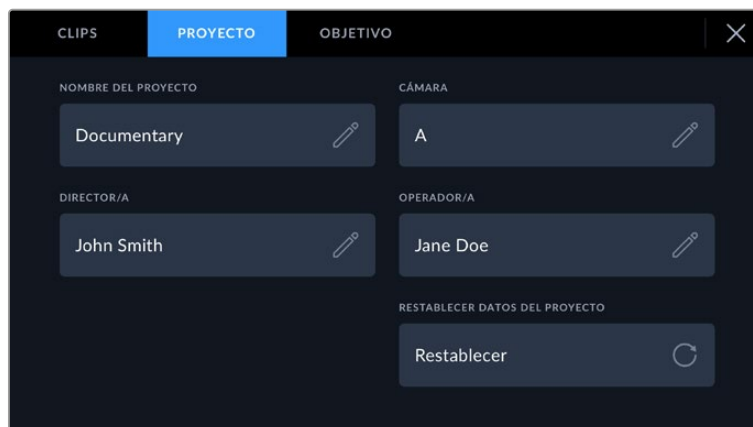 CLIPS PROYECTO OBJETIVO
NOMBRE DEL PROYECTO
Documentary
CÁMARA
A
DIRECTOR/A
John Smith
OPERADOR/A
Jane Doe
RESTABLECER DATOS DEL PROYECTO
Restablecer